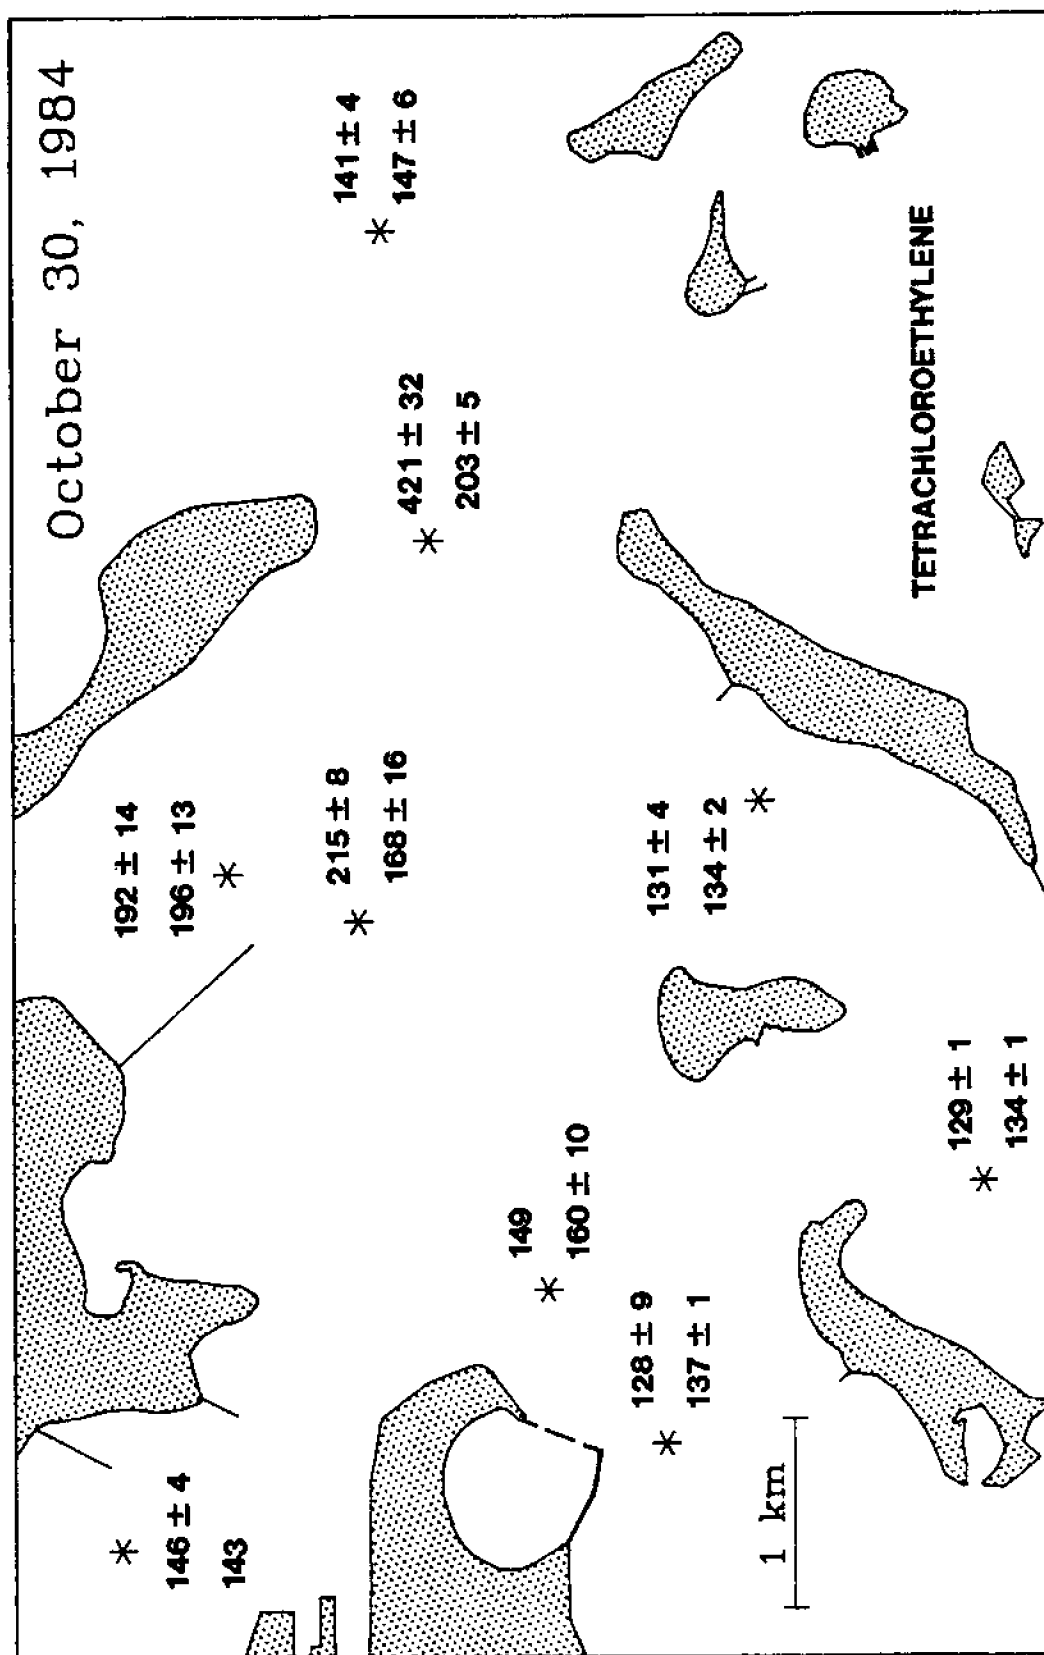 October 30, 1984
192 ± 14
196 ± 13
146 ± 4
143
215 ± 8
168 ± 16
141 ± 4
147 ± 6
421 ± 32
203 ± 5
149
160 ± 10
128 ± 9
137 ± 1
131 ± 4
134 ± 2
1 km
129 ± 1
134 ± 1
TETRACHLOROETHYLENE